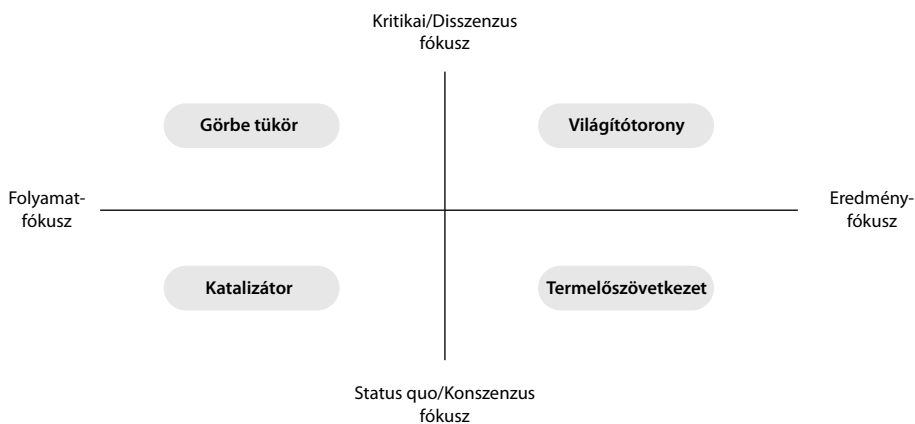 Kritikai/Disszenzus
fókusz
Görbe tükör
Világítótorony
Folyamat-
fókusz
Eredmény-
fókusz
Katalizátor
Termelőszövetkezet
Status quo/Konszenzus
fókusz